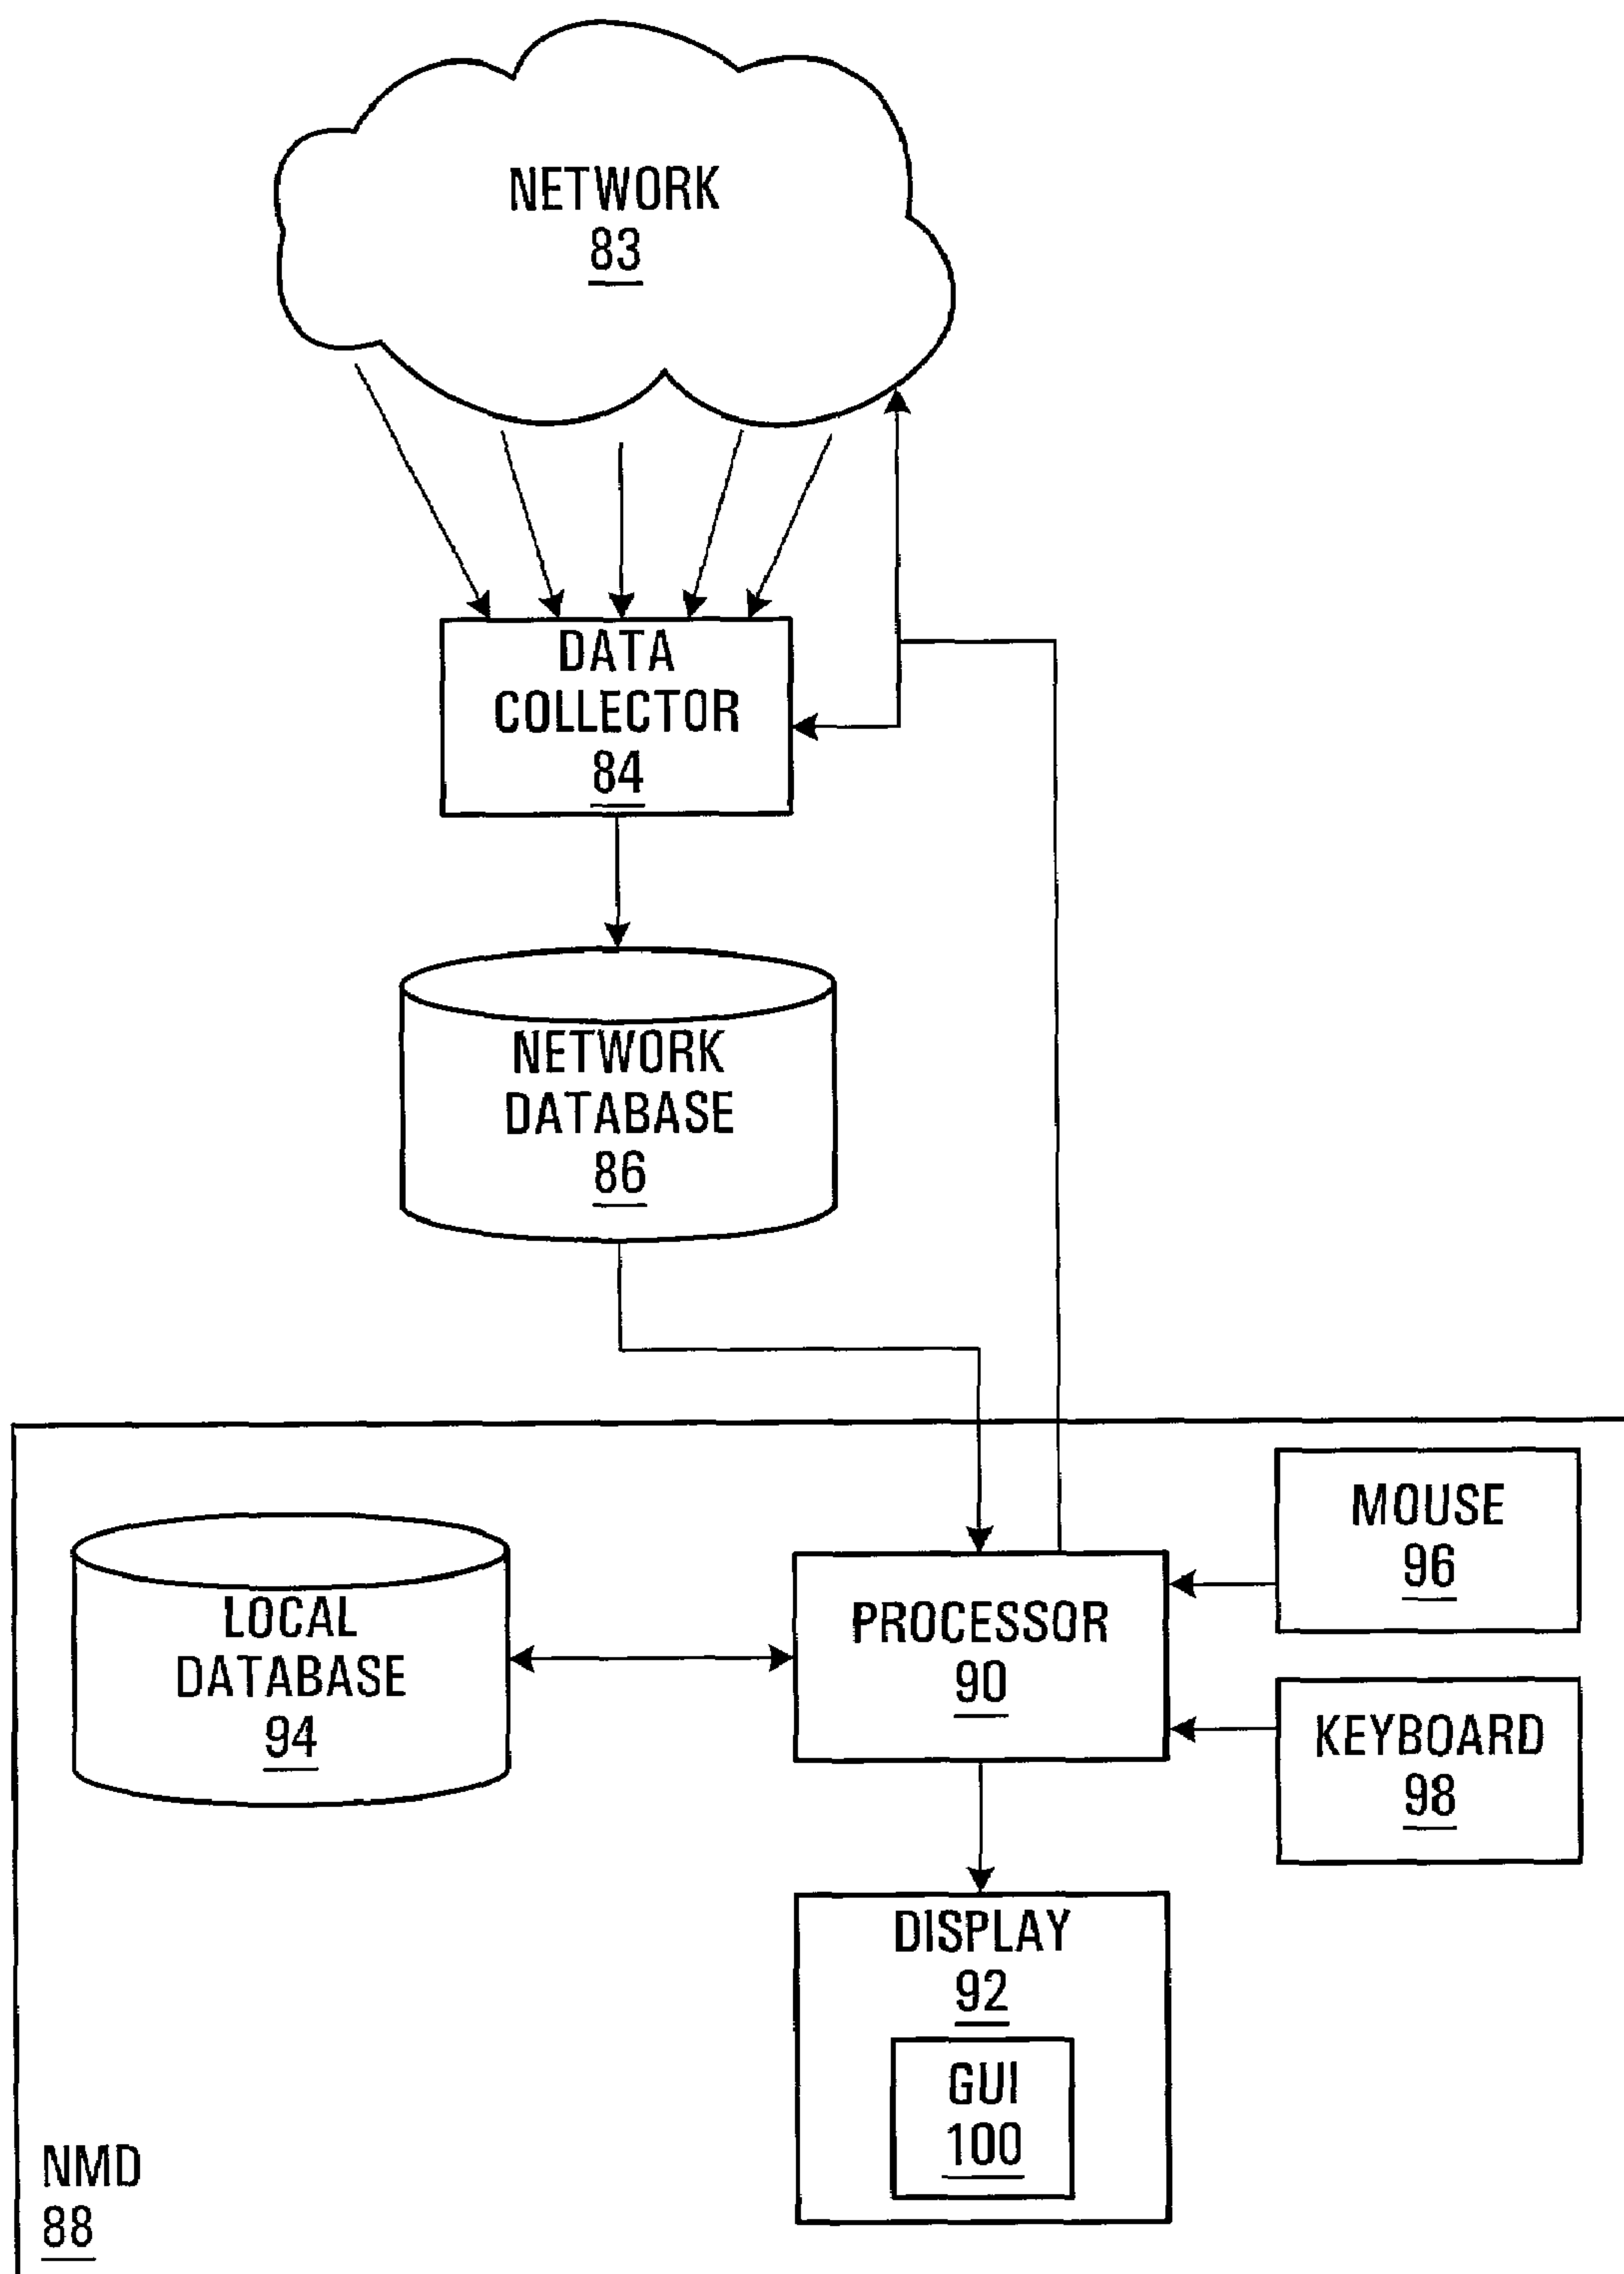 NETWORK
83
DATA
COLLECTOR
84
NETWORK
DATABASE
86
MOUSE
96
LOCAL
DATABASE
94
PROCESSOR
90
KEYBOARD
98
DISPLAY
92
GUI
100
NMD
88